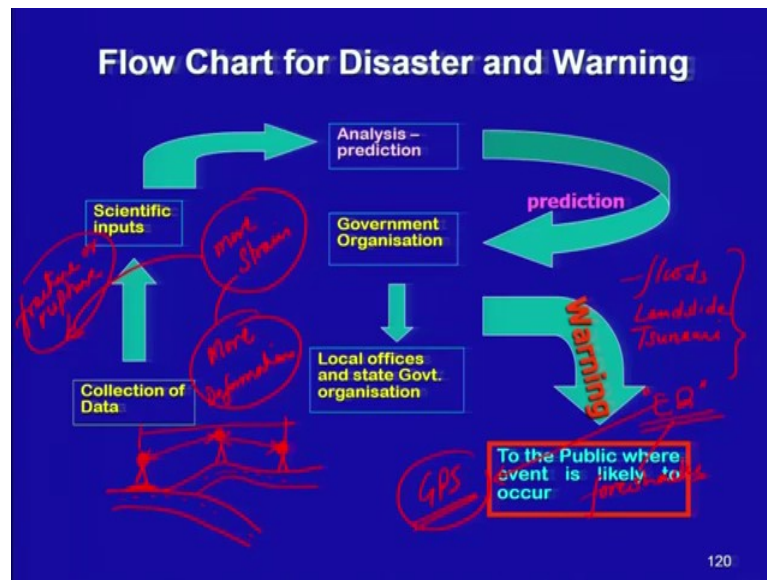 Flow Chart for Disaster and Warning
Analysis –
prediction
prediction
Scientific
inputs
Government
Organisation
more
Strain
fracture or
rupture
floods
Landslide
Tsunami
Warning
More
Deformation
Local offices
and state Govt.
organisation
Collection of
Data
"EQ"
To the Public where
event is likely to
occur
foreshocks
GPS
120